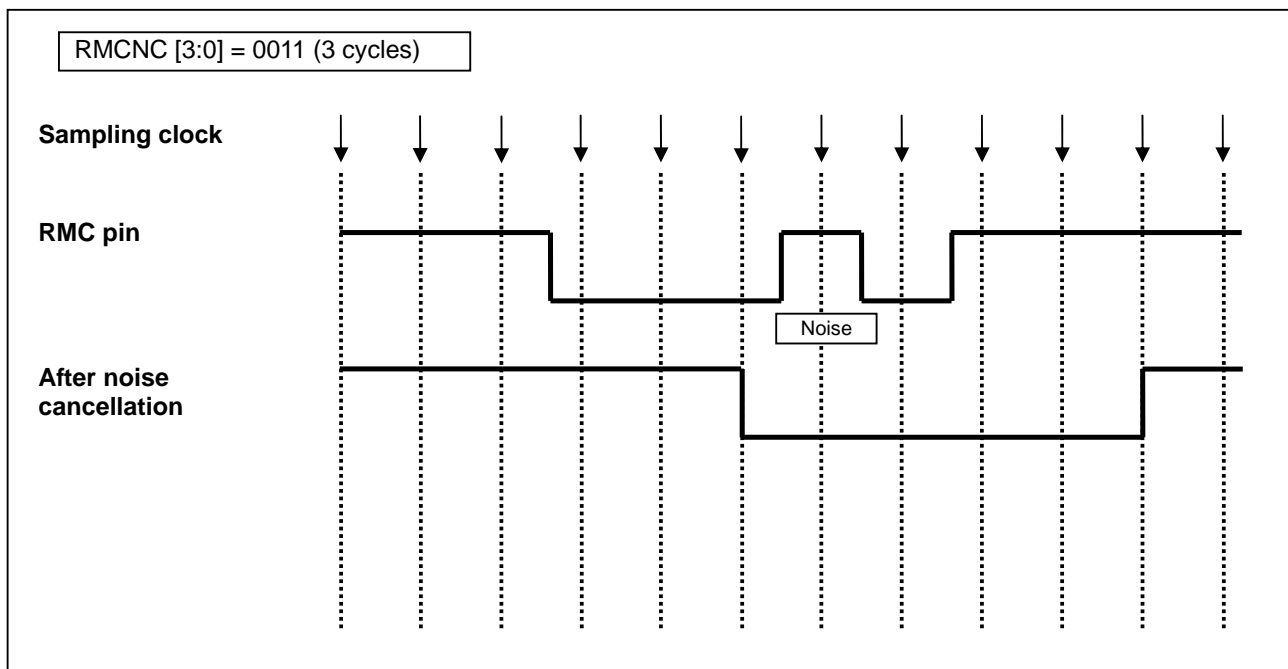 RMCNC [3:0] = 0011 (3 cycles)
Sampling clock
RMC pin
Noise
After noise
cancellation